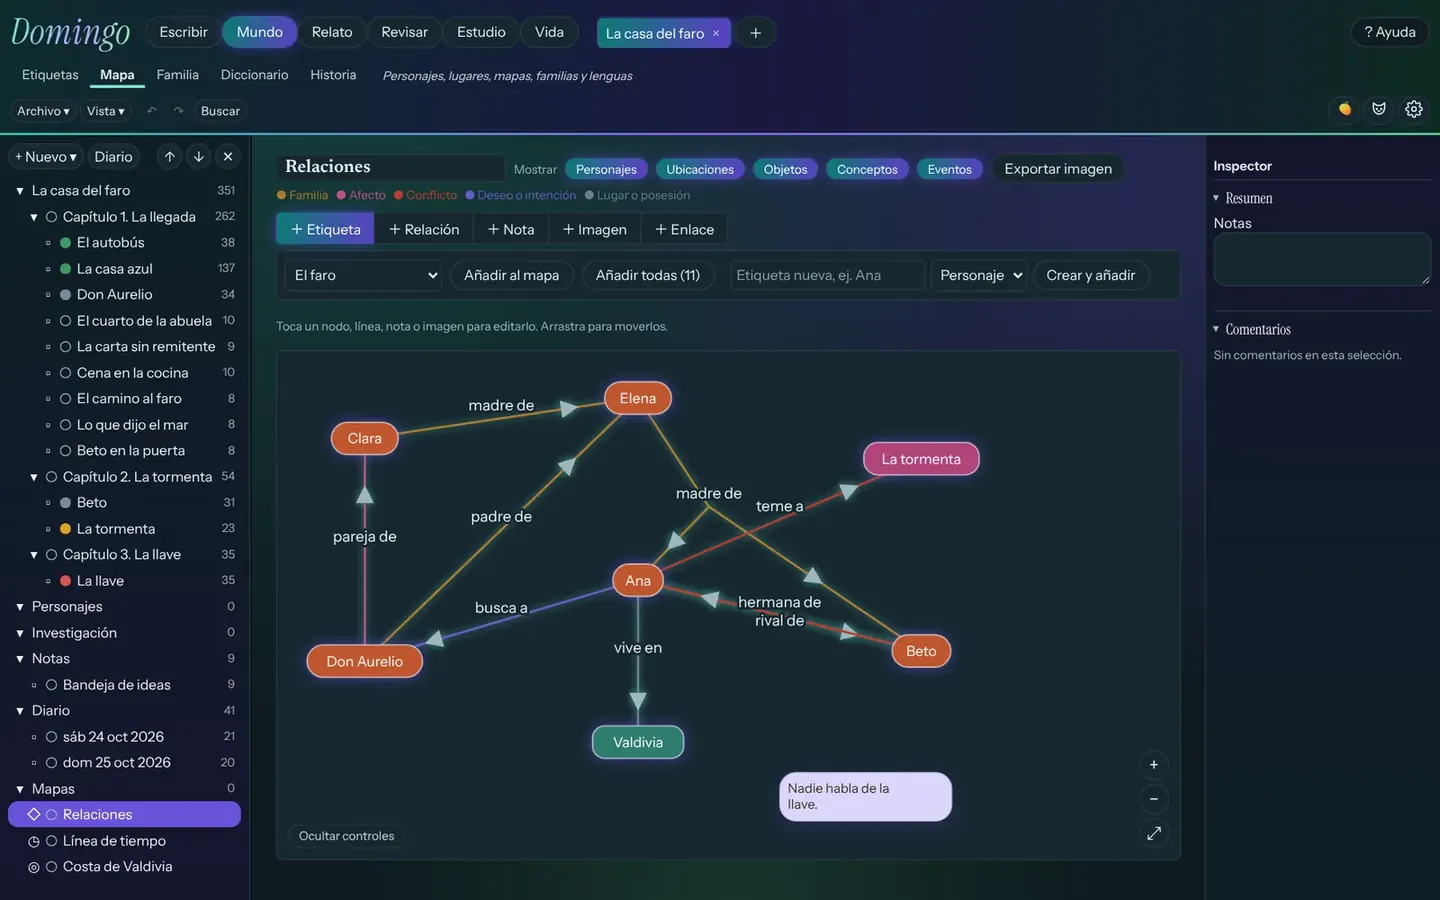 Domingo
Escribir Mundo Relato Revisar Estudio Vida La casa del faro × + ? Ayuda
Etiquetas Mapa Familia Diccionario Historia Personajes, lugares, mapas, familias y lenguas
Archivo ▾ Vista ▾ Buscar
+ Nuevo ▾ Diario
La casa del faro 351
Capítulo 1. La llegada 262
El autobús 38
La casa azul 137
Don Aurelio 34
El cuarto de la abuela 10
La carta sin remitente 9
Cena en la cocina 10
El camino al faro 8
Lo que dijo el mar 8
Beto en la puerta 8
Capítulo 2. La tormenta 54
Beto 31
La tormenta 23
Capítulo 3. La llave 35
La llave 35
Personajes 0
Investigación 0
Notas 9
Bandeja de ideas 9
Diario 41
sáb 24 oct 2026 21
dom 25 oct 2026 20
Mapas 0
Relaciones
Línea de tiempo
Costa de Valdivia
Relaciones
Mostrar Personajes Ubicaciones Objetos Conceptos Eventos Exportar imagen
Familia Afecto Conflicto Deseo o intención Lugar o posesión
+ Etiqueta + Relación + Nota + Imagen + Enlace
El faro Añadir al mapa Añadir todas (11) Etiqueta nueva, ej. Ana Personaje Crear y añadir
Toca un nodo, línea, nota o imagen para editarlo. Arrastra para moverlos.
Elena
madre de
Clara
La tormenta
madre de
teme a
padre de
pareja de
Ana
hermana de
busca a
rival de
vive en
Beto
Don Aurelio
Valdivia
Nadie habla de la
llave.
Ocultar controles
+
−
Inspector
Resumen
Notas
Comentarios
Sin comentarios en esta selección.